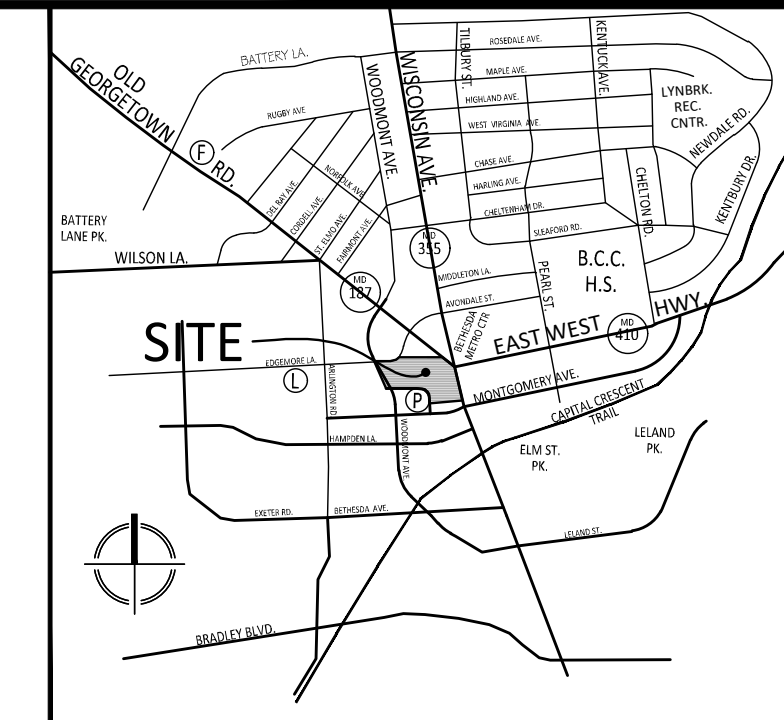 BATTERY LA.
ROSEDALE AVE.
TILBURY ST.
KENTUCK AVE.
OLD
GEORGETOWN
RD.
WOODMONT AVE.
WISCONSIN AVE.
MAPLE AVE.
HIGHLAND AVE.
LYNBRK.
REC.
CNTR.
RUGBY AVE
WEST VIRGINIA AVE.
NEWDALE RD.
F
CHASE AVE.
NORFOLK AVE.
HARLING AVE.
CHELTON RD.
KENTBURY DR.
DEL RAY AVE.
CORDELL AVE.
ST. ELMO AVE.
FAIRMONT AVE.
CHELTENHAM DR.
BATTERY
LANE PK.
SLEAFORD RD.
MD
355
WILSON LA.
B.C.C.
H.S.
MIDDLETON LA.
PEARL ST.
MD
187
AVONDALE ST.
BETHESDA
METRO CTR
EAST WEST HWY.
MD
410
SITE
EDGEMORE LA.
L
ARLINGTON RD
P
MONTGOMERY AVE.
CAPITAL CRESCENT
TRAIL
WOODMONT AVE
HAMPDEN LA.
ELM ST.
PK.
LELAND
PK.
EXETER RD.
BETHESDA AVE.
LELAND ST.
BRADLEY BLVD.